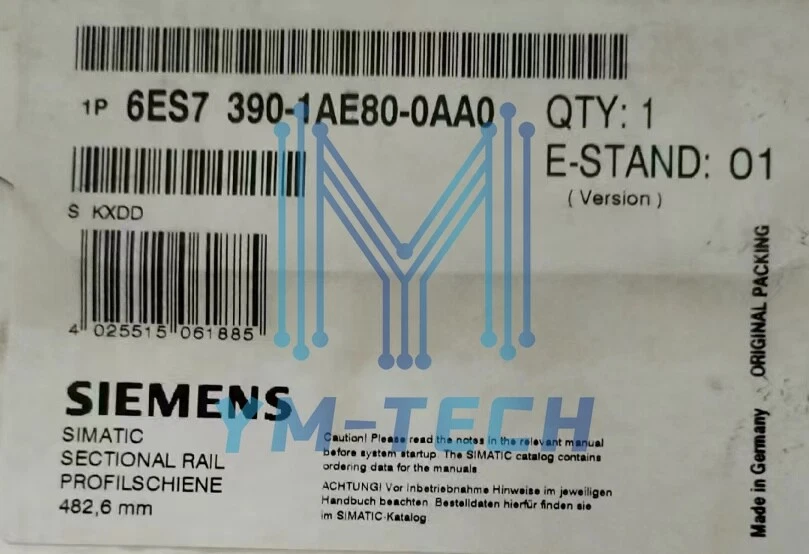 1P 6ES7 390-1AE80-0AA0
QTY: 1
E-STAND: 01
(Version)
S KXDD
4 025515 061885
SIEMENS
YM-TECH
SIMATIC
SECTIONAL RAIL
PROFILSCHIENE
482,6 mm
Caution! Please read the notes in the relevant manual
before system startup. The SIMATIC catalog contains
ordering data for the manuals
ACHTUNG! Vor Inbetriebnahme Hinweise im jeweiligen
Handbuch beachten. Bestelldaten hierfür finden sie
im SIMATIC-Katalog
Made in Germany ORIGINAL PACKING